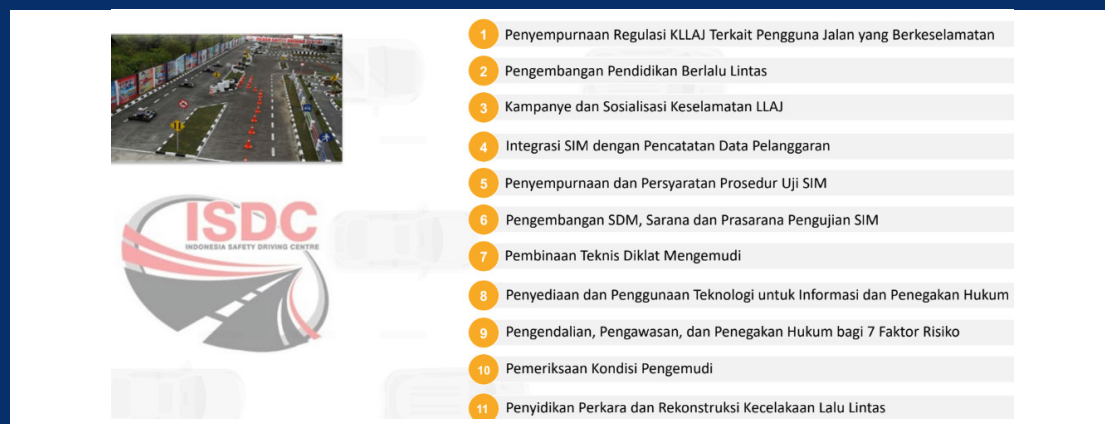 ISDC
INDONESIA SAFETY DRIVING CENTRE
1 Penyempurnaan Regulasi KLLAJ Terkait Pengguna Jalan yang Berkeselamatan
2 Pengembangan Pendidikan Berlalu Lintas
3 Kampanye dan Sosialisasi Keselamatan LLAJ
4 Integrasi SIM dengan Pencatatan Data Pelanggaran
5 Penyempurnaan dan Persyaratan Prosedur Uji SIM
6 Pengembangan SDM, Sarana dan Prasarana Pengujian SIM
7 Pembinaan Teknis Diklat Mengemudi
8 Penyediaan dan Penggunaan Teknologi untuk Informasi dan Penegakan Hukum
9 Pengendalian, Pengawasan, dan Penegakan Hukum bagi 7 Faktor Risiko
10 Pemeriksaan Kondisi Pengemudi
11 Penyidikan Perkara dan Rekonstruksi Kecelakaan Lalu Lintas